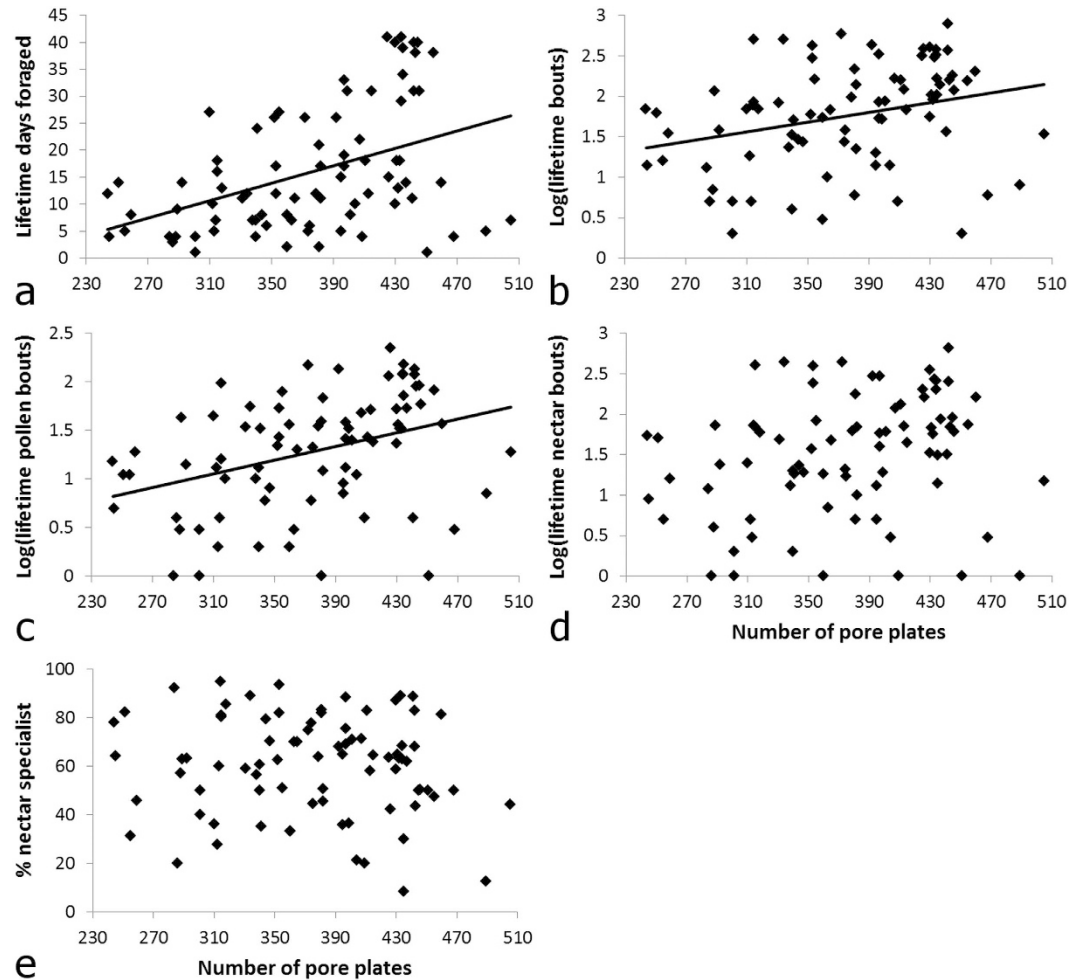 Lifetime days foraged
45
40
35
30
25
20
15
10
5
0
230 270 310 350 390 430 470 510
a
Log(lifetime bouts)
3
2.5
2
1.5
1
0.5
0
230 270 310 350 390 430 470 510
b
Log(lifetime pollen bouts)
2.5
2
1.5
1
0.5
0
230 270 310 350 390 430 470 510
c
Log(lifetime nectar bouts)
3
2.5
2
1.5
1
0.5
0
230 270 310 350 390 430 470 510
Number of pore plates
d
% nectar specialist
100
80
60
40
20
0
230 270 310 350 390 430 470 510
Number of pore plates
e